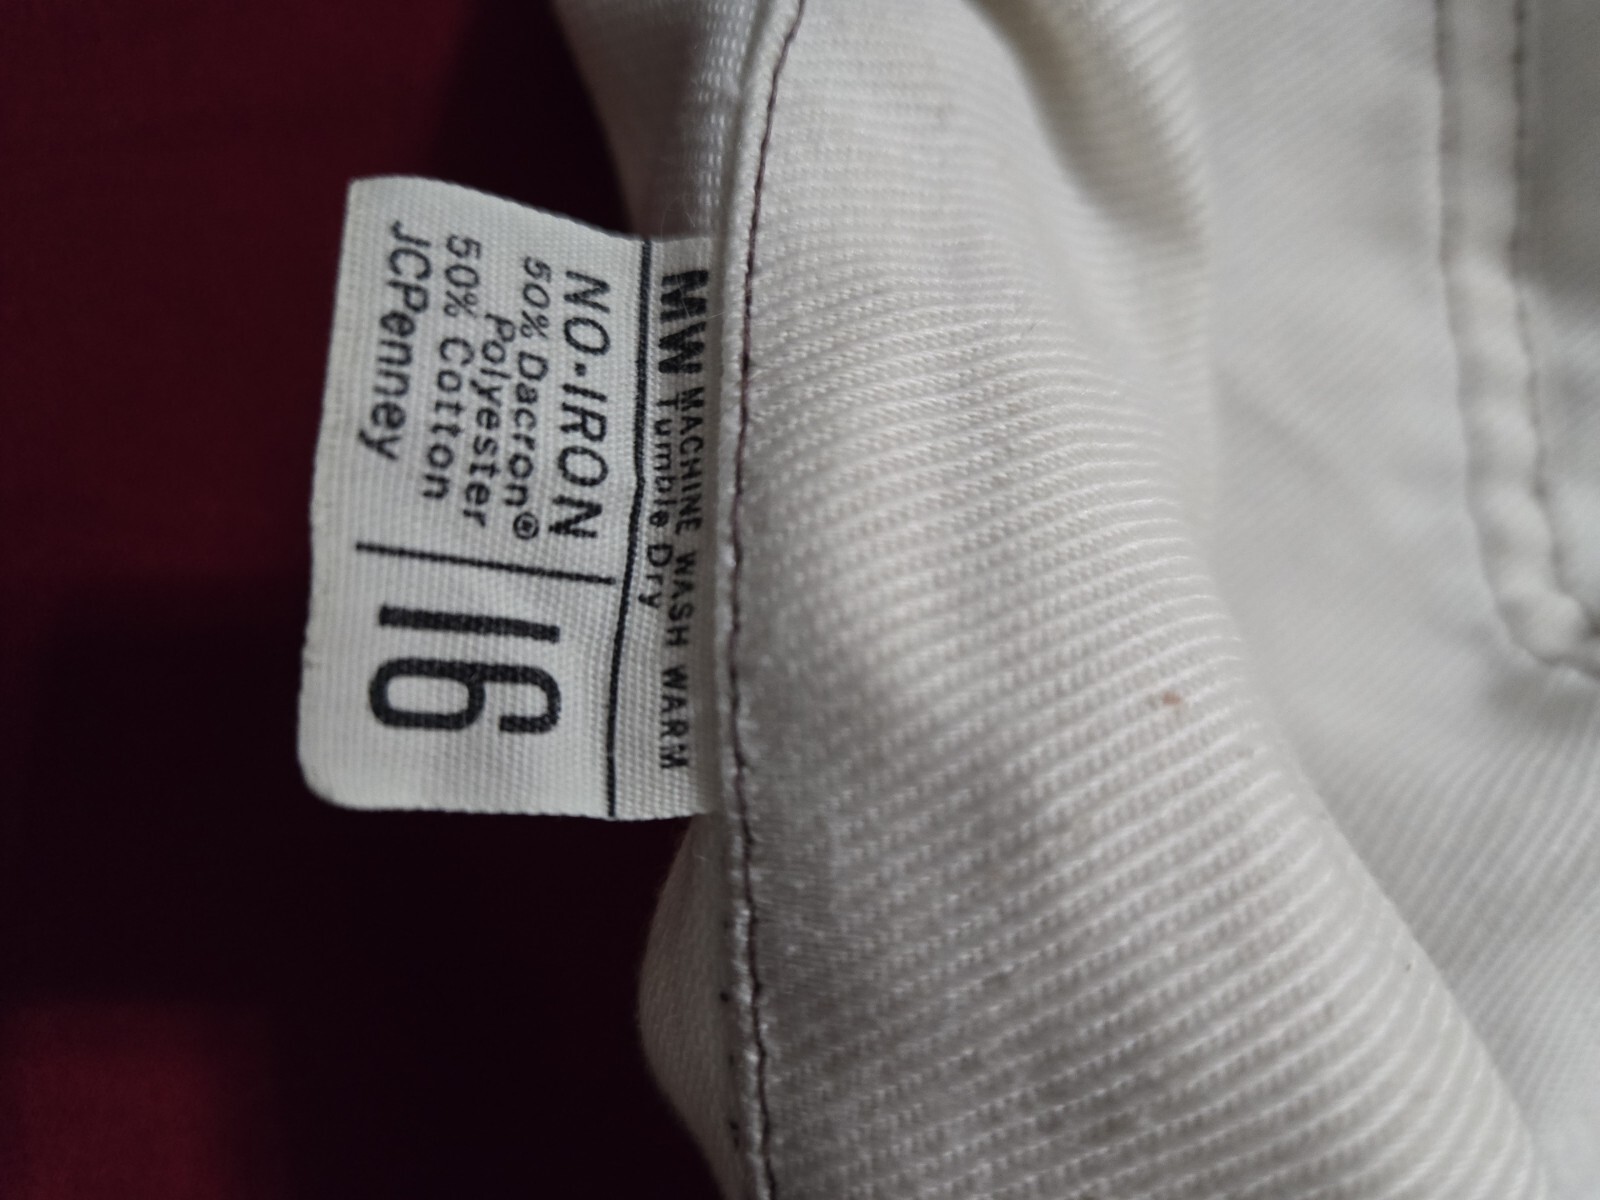 MW MACHINE WASH WARM
Tumble Dry
NO-IRON
50% Dacron®
Polyester
50% Cotton
JCPenney
16